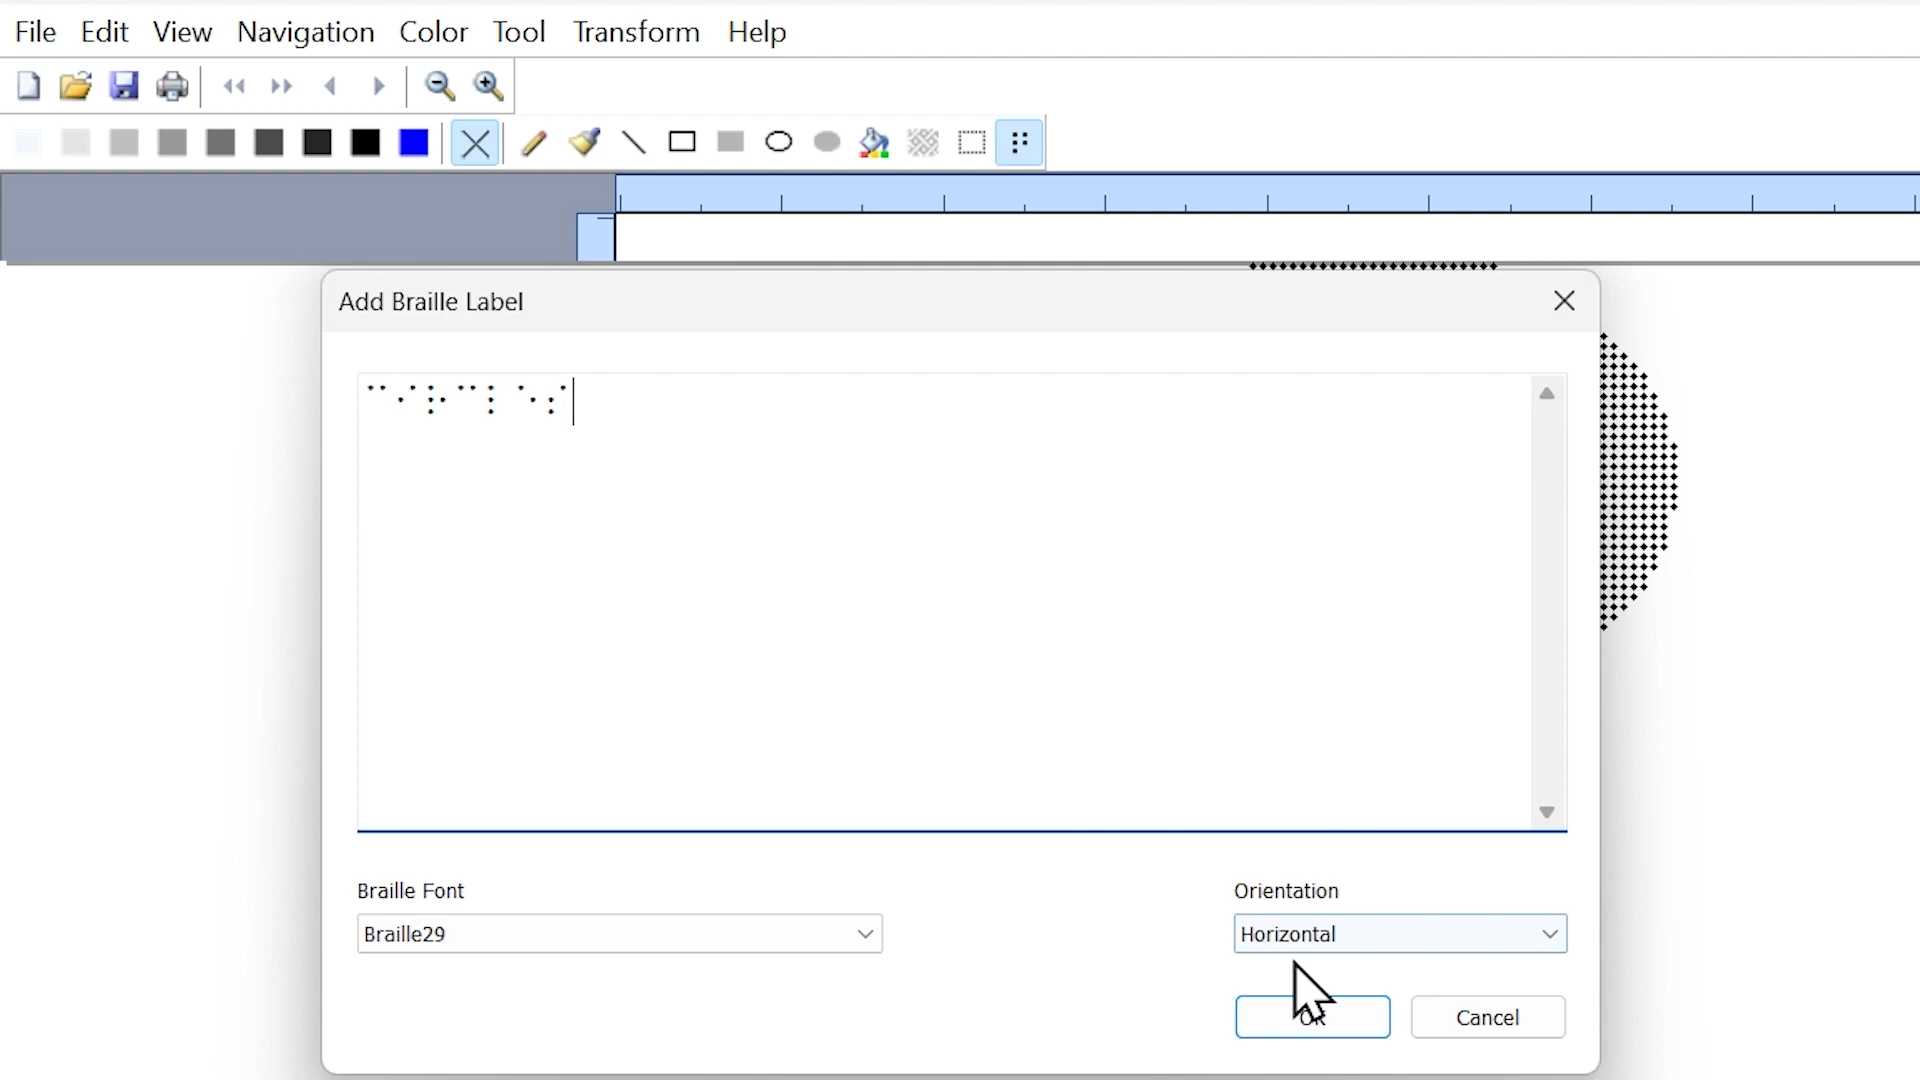 File Edit View Navigation Color Tool Transform Help
Add Braille Label
⠉⠊⠗⠉⠇⠑⠎
Braille Font
Orientation
Braille29
Horizontal
OK
Cancel